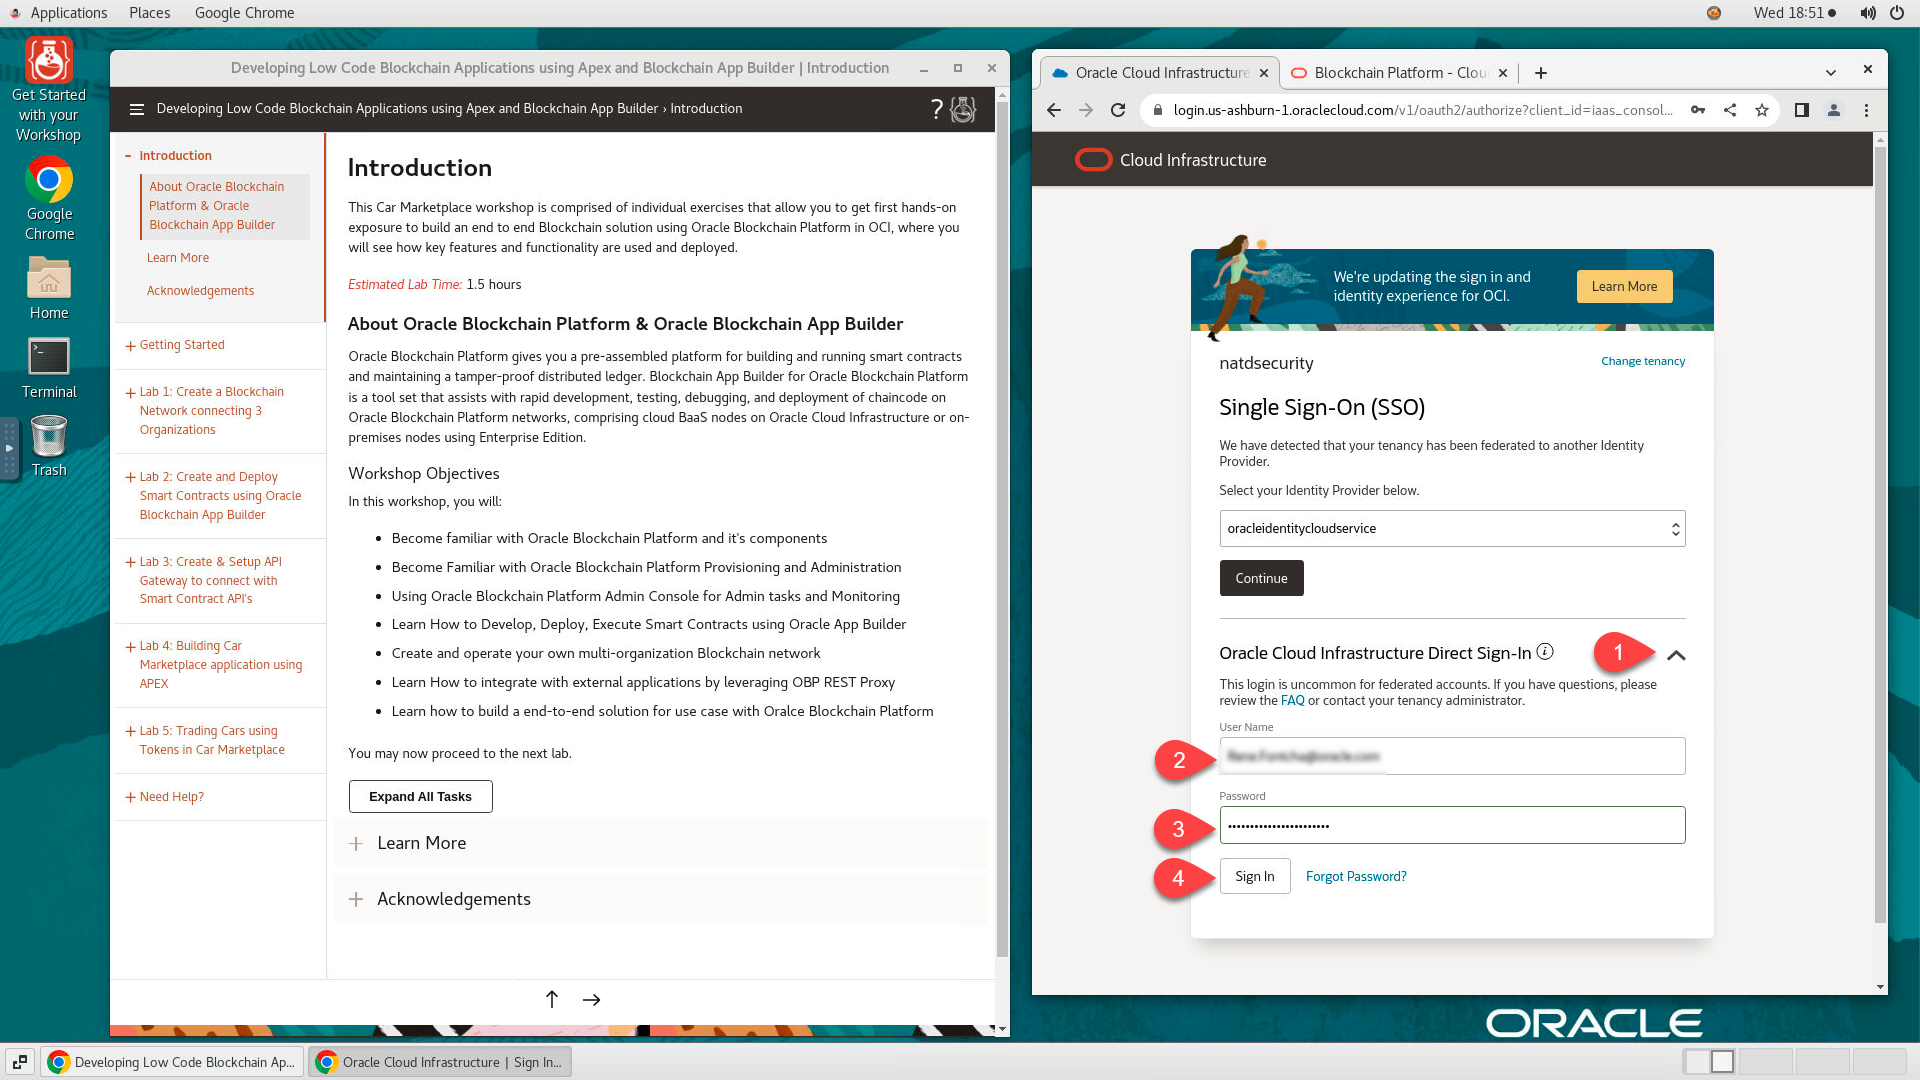 Applications
Places
Google Chrome
Wed 18:51
Get Started
with your
Workshop
Google
Chrome
Home
Terminal
Trash
Developing Low Code Blockchain Applications using Apex and Blockchain App Builder | Introduction
Developing Low Code Blockchain Applications using Apex and Blockchain App Builder › Introduction
?
- Introduction
About Oracle Blockchain
Platform & Oracle
Blockchain App Builder
Learn More
Acknowledgements
+ Getting Started
+ Lab 1: Create a Blockchain
Network connecting 3
Organizations
+ Lab 2: Create and Deploy
Smart Contracts using Oracle
Blockchain App Builder
+ Lab 3: Create & Setup API
Gateway to connect with
Smart Contract API's
+ Lab 4: Building Car
Marketplace application using
APEX
+ Lab 5: Trading Cars using
Tokens in Car Marketplace
+ Need Help?
Introduction
This Car Marketplace workshop is comprised of individual exercises that allow you to get first hands-on
exposure to build an end to end Blockchain solution using Oracle Blockchain Platform in OCI, where you
will see how key features and functionality are used and deployed.
Estimated Lab Time: 1.5 hours
About Oracle Blockchain Platform & Oracle Blockchain App Builder
Oracle Blockchain Platform gives you a pre-assembled platform for building and running smart contracts
and maintaining a tamper-proof distributed ledger. Blockchain App Builder for Oracle Blockchain Platform
is a tool set that assists with rapid development, testing, debugging, and deployment of chaincode on
Oracle Blockchain Platform networks, comprising cloud BaaS nodes on Oracle Cloud Infrastructure or on-
premises nodes using Enterprise Edition.
Workshop Objectives
In this workshop, you will:
• Become familiar with Oracle Blockchain Platform and it's components
• Become Familiar with Oracle Blockchain Platform Provisioning and Administration
• Using Oracle Blockchain Platform Admin Console for Admin tasks and Monitoring
• Learn How to Develop, Deploy, Execute Smart Contracts using Oracle App Builder
• Create and operate your own multi-organization Blockchain network
• Learn How to integrate with external applications by leveraging OBP REST Proxy
• Learn how to build a end-to-end solution for use case with Oralce Blockchain Platform
You may now proceed to the next lab.
Expand All Tasks
+ Learn More
+ Acknowledgements
Oracle Cloud Infrastructure
Blockchain Platform - Clou
login.us-ashburn-1.oraclecloud.com/v1/oauth2/authorize?client_id=iaas_consol...
Cloud Infrastructure
We're updating the sign in and
identity experience for OCI.
Learn More
natdsecurity
Change tenancy
Single Sign-On (SSO)
We have detected that your tenancy has been federated to another Identity
Provider.
Select your Identity Provider below.
oracleidentitycloudservice
Continue
Oracle Cloud Infrastructure Direct Sign-In
1
This login is uncommon for federated accounts. If you have questions, please
review the FAQ or contact your tenancy administrator.
User Name
2
Password
3
4
Sign In
Forgot Password?
ORACLE
Developing Low Code Blockchain Ap...
Oracle Cloud Infrastructure | Sign In...